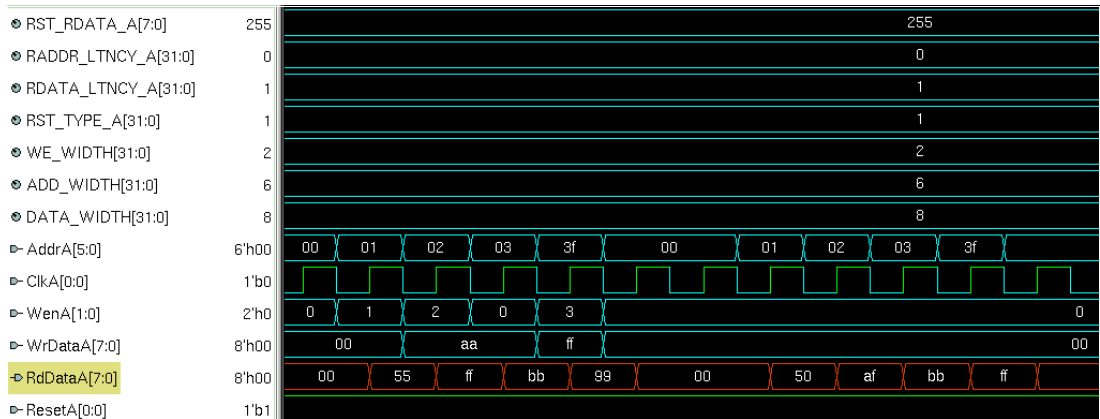 RST_RDATA_A[7:0] 255 255
RADDR_LTNCY_A[31:0] 0 0
RDATA_LTNCY_A[31:0] 1 1
RST_TYPE_A[31:0] 1 1
WE_WIDTH[31:0] 2 2
ADD_WIDTH[31:0] 6 6
DATA_WIDTH[31:0] 8 8
AddrA[5:0] 6'h00 00 01 02 03 3f 00 01 02 03 3f
ClkA[0:0] 1'b0
WenA[1:0] 2'h0 0 1 2 0 3 0
WrDataA[7:0] 8'h00 00 aa ff 00
RdDataA[7:0] 8'h00 00 55 ff bb 99 00 50 af bb ff
ResetA[0:0] 1'b1